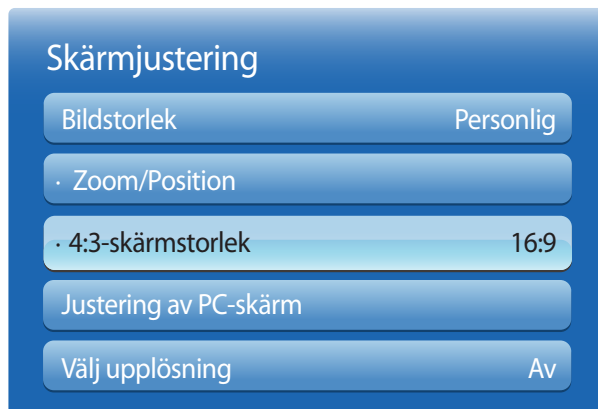 Skärmjustering
Bildstorlek Personlig
· Zoom/Position
· 4:3-skärmstorlek 16:9
Justering av PC-skärm
Välj upplösning Av